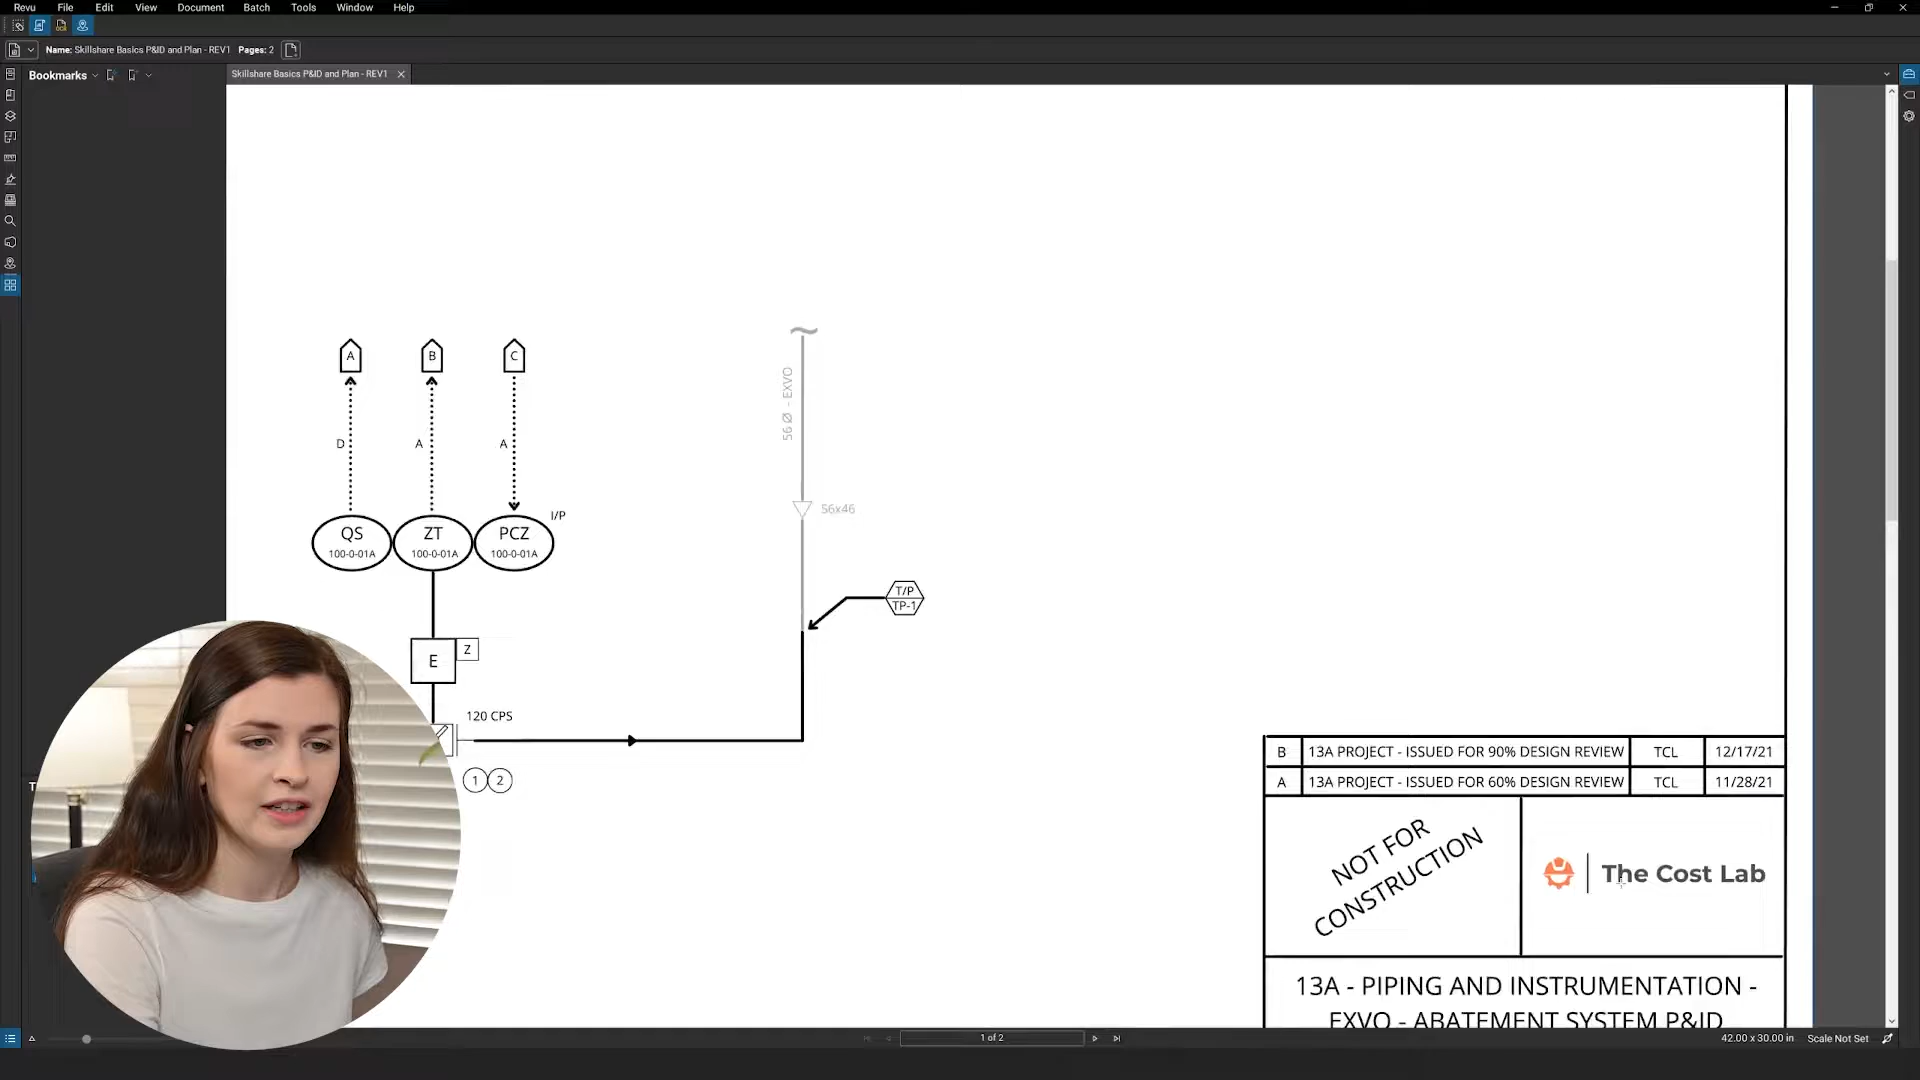 Revu File Edit View Document Batch Tools Window Help
Name: Skillshare Basics P&ID and Plan - REV1 Pages: 2
Bookmarks
Skillshare Basics P&ID and Plan - REV1
A B C
56 Ø - EXVO
D A A
56x46
I/P
QS ZT PCZ
100-0-01A 100-0-01A 100-0-01A
T/P
TP-1
E Z
120 CPS
1 2
B 13A PROJECT - ISSUED FOR 90% DESIGN REVIEW TCL 12/17/21
A 13A PROJECT - ISSUED FOR 60% DESIGN REVIEW TCL 11/28/21
NOT FOR
CONSTRUCTION
The Cost Lab
13A - PIPING AND INSTRUMENTATION -
EXVO - ABATEMENT SYSTEM P&ID
1 of 2
42.00 x 30.00 in Scale Not Set